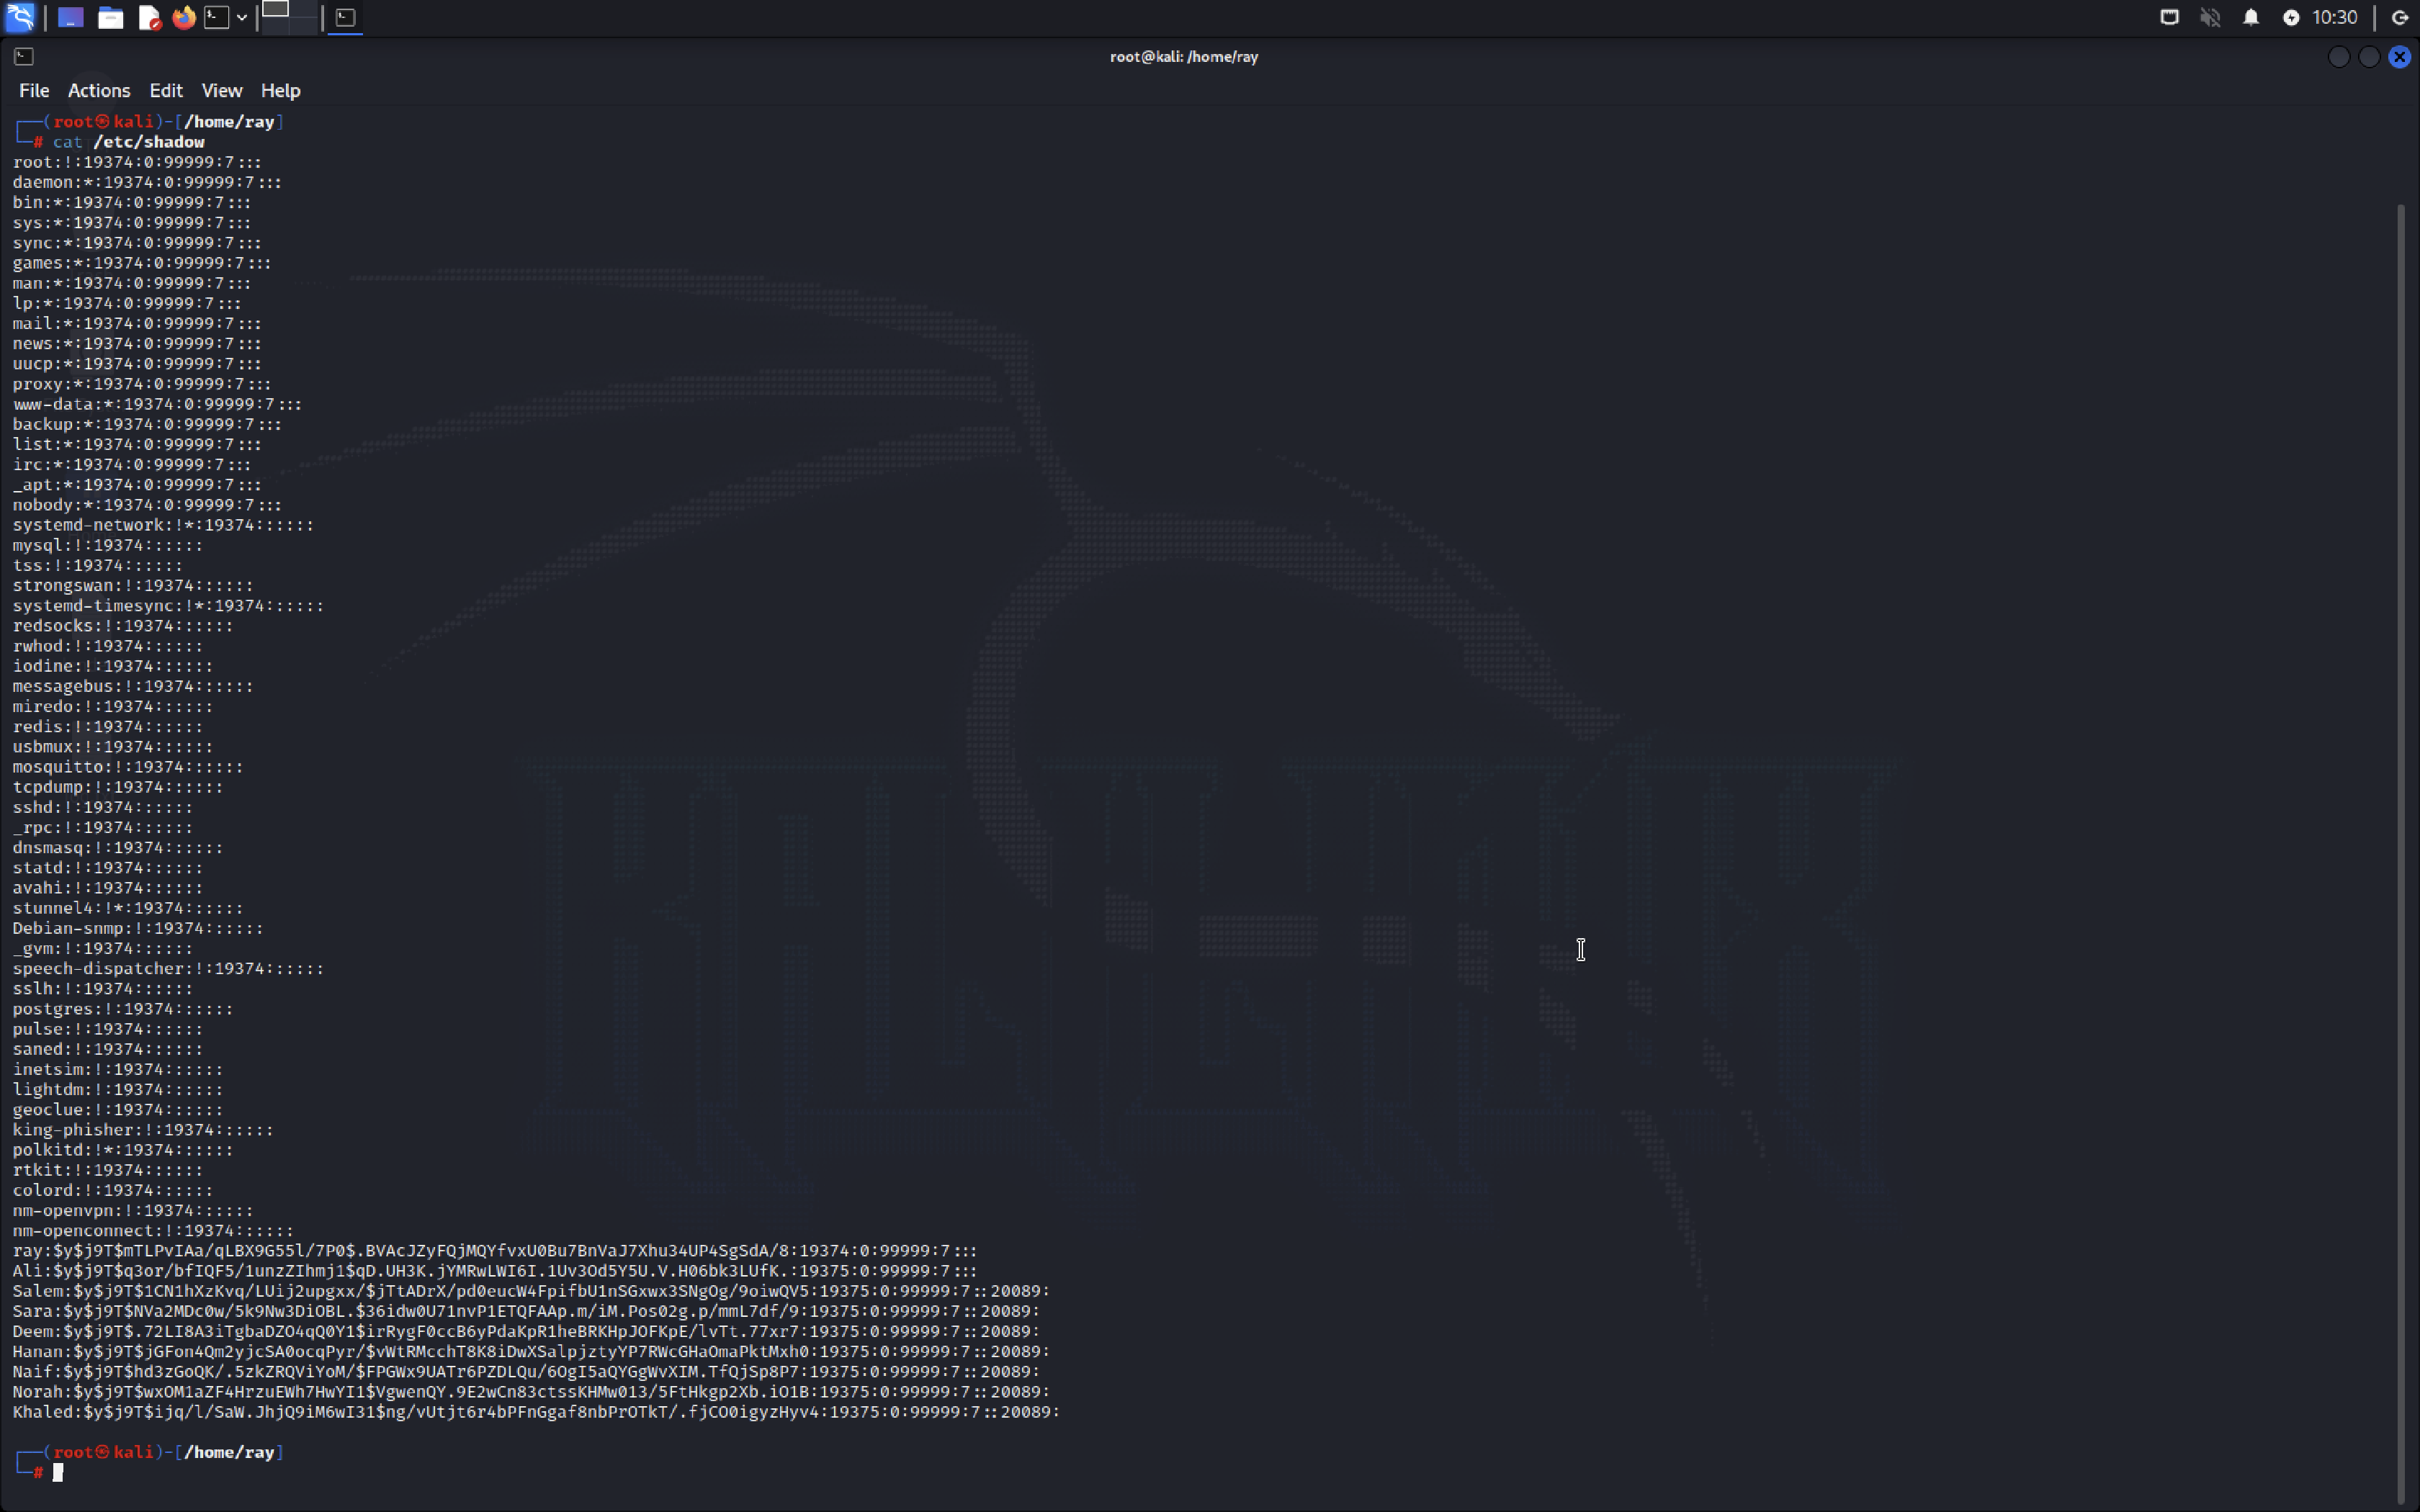 10:30
root@kali: /home/ray
File Actions Edit View Help
(root㉿kali)-[/home/ray]
# cat /etc/shadow
root:!:19374:0:99999:7:::
daemon:*:19374:0:99999:7:::
bin:*:19374:0:99999:7:::
sys:*:19374:0:99999:7:::
sync:*:19374:0:99999:7:::
games:*:19374:0:99999:7:::
man:*:19374:0:99999:7:::
lp:*:19374:0:99999:7:::
mail:*:19374:0:99999:7:::
news:*:19374:0:99999:7:::
uucp:*:19374:0:99999:7:::
proxy:*:19374:0:99999:7:::
www-data:*:19374:0:99999:7:::
backup:*:19374:0:99999:7:::
list:*:19374:0:99999:7:::
irc:*:19374:0:99999:7:::
_apt:*:19374:0:99999:7:::
nobody:*:19374:0:99999:7:::
systemd-network:!*:19374::::::
mysql:!:19374::::::
tss:!:19374::::::
strongswan:!:19374::::::
systemd-timesync:!*:19374::::::
redsocks:!:19374::::::
rwhod:!:19374::::::
iodine:!:19374::::::
messagebus:!:19374::::::
miredo:!:19374::::::
redis:!:19374::::::
usbmux:!:19374::::::
mosquitto:!:19374::::::
tcpdump:!:19374::::::
sshd:!:19374::::::
_rpc:!:19374::::::
dnsmasq:!:19374::::::
statd:!:19374::::::
avahi:!:19374::::::
stunnel4:!*:19374::::::
Debian-snmp:!:19374::::::
_gvm:!:19374::::::
speech-dispatcher:!:19374::::::
sslh:!:19374::::::
postgres:!:19374::::::
pulse:!:19374::::::
saned:!:19374::::::
inetsim:!:19374::::::
lightdm:!:19374::::::
geoclue:!:19374::::::
king-phisher:!:19374::::::
polkitd:!*:19374::::::
rtkit:!:19374::::::
colord:!:19374::::::
nm-openvpn:!:19374::::::
nm-openconnect:!:19374::::::
ray:$y$j9T$mTLPvIAa/qLBX9G55l/7P0$.BVAcJZyFQjMQYfvxU0Bu7BnVaJ7Xhu34UP4SgSdA/8:19374:0:99999:7:::
Ali:$y$j9T$q3or/bfIQF5/1unzZIhmj1$qD.UH3K.jYMRwLWI6I.1Uv3Od5Y5U.V.H06bk3LUfK.:19375:0:99999:7:::
Salem:$y$j9T$1CN1hXzKvq/LUij2upgxx/$jTtADrX/pd0eucW4FpifbU1nSGxwx3SNgOg/9oiwQV5:19375:0:99999:7::20089:
Sara:$y$j9T$NVa2MDc0w/5k9Nw3DiOBL.$36idw0U71nvP1ETQFAAp.m/iM.Pos02g.p/mmL7df/9:19375:0:99999:7::20089:
Deem:$y$j9T$.72LI8A3iTgbaDZO4qQ0Y1$irRygF0ccB6yPdaKpR1heBRKHpJOFKpE/lvTt.77xr7:19375:0:99999:7::20089:
Hanan:$y$j9T$jGFon4Qm2yjcSA0ocqPyr/$vWtRMcchT8K8iDwXSalpjztyYP7RWcGHaOmaPktMxh0:19375:0:99999:7::20089:
Naif:$y$j9T$hd3zGoQK/.5zkZRQViYoM/$FPGWx9UATr6PZDLQu/6OgI5aQYGgWvXIM.TfQjSp8P7:19375:0:99999:7::20089:
Norah:$y$j9T$wxOM1aZF4HrzuEWh7HwYI1$VgwenQY.9E2wCn83ctssKHMw013/5FtHkgp2Xb.iO1B:19375:0:99999:7::20089:
Khaled:$y$j9T$ijq/l/SaW.JhjQ9iM6wI31$ng/vUtjt6r4bPFnGgaf8nbPrOTkT/.fjCO0igyzHyv4:19375:0:99999:7::20089:
(root㉿kali)-[/home/ray]
#